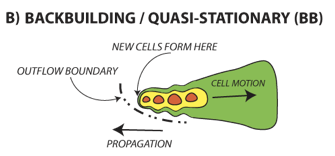 B) BACKBUILDING / QUASI-STATIONARY (BB)
NEW CELLS FORM HERE
OUTFLOW BOUNDARY
CELL MOTION
PROPAGATION